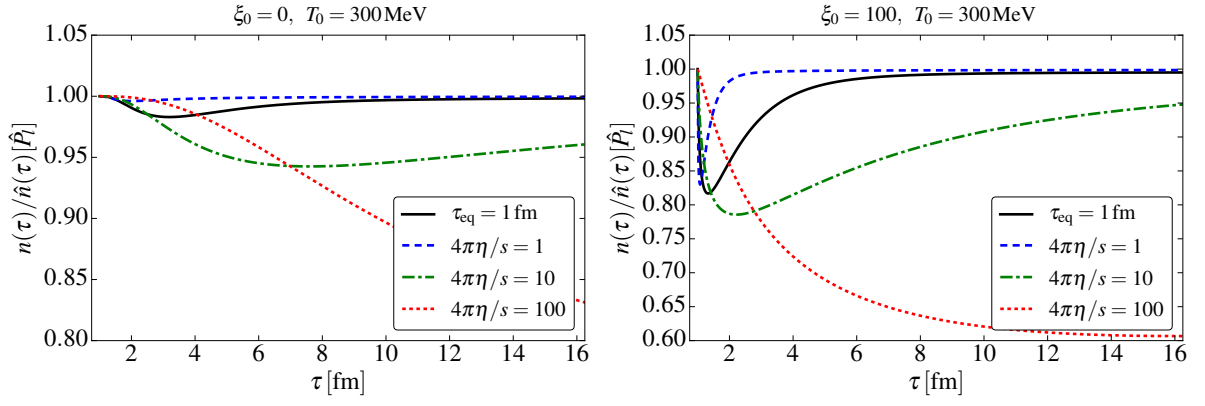 ξ₀ = 0, T₀ = 300 MeV
1.05
1.00
0.95
0.90
0.85
0.80
n(τ)/n̂(τ)[P̂ₗ]
τ_eq = 1 fm
4πη/s = 1
4πη/s = 10
4πη/s = 100
2 4 6 8 10 12 14 16
τ [fm]
ξ₀ = 100, T₀ = 300 MeV
1.05
1.00
0.95
0.90
0.85
0.80
0.75
0.70
0.65
0.60
n(τ)/n̂(τ)[P̂ₗ]
τ_eq = 1 fm
4πη/s = 1
4πη/s = 10
4πη/s = 100
2 4 6 8 10 12 14 16
τ [fm]